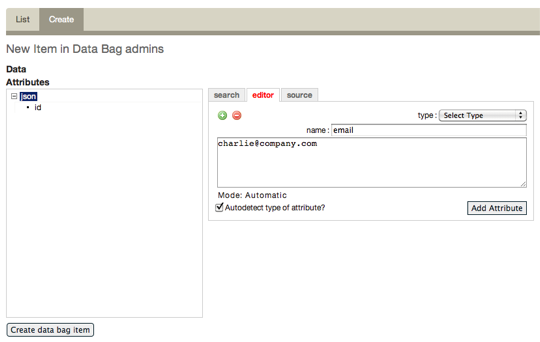 List Create
New Item in Data Bag admins
Data
Attributes
json
id
search editor source
type : Select Type
name : email
charlie@company.com
Mode: Automatic
Autodetect type of attribute?
Add Attribute
Create data bag item